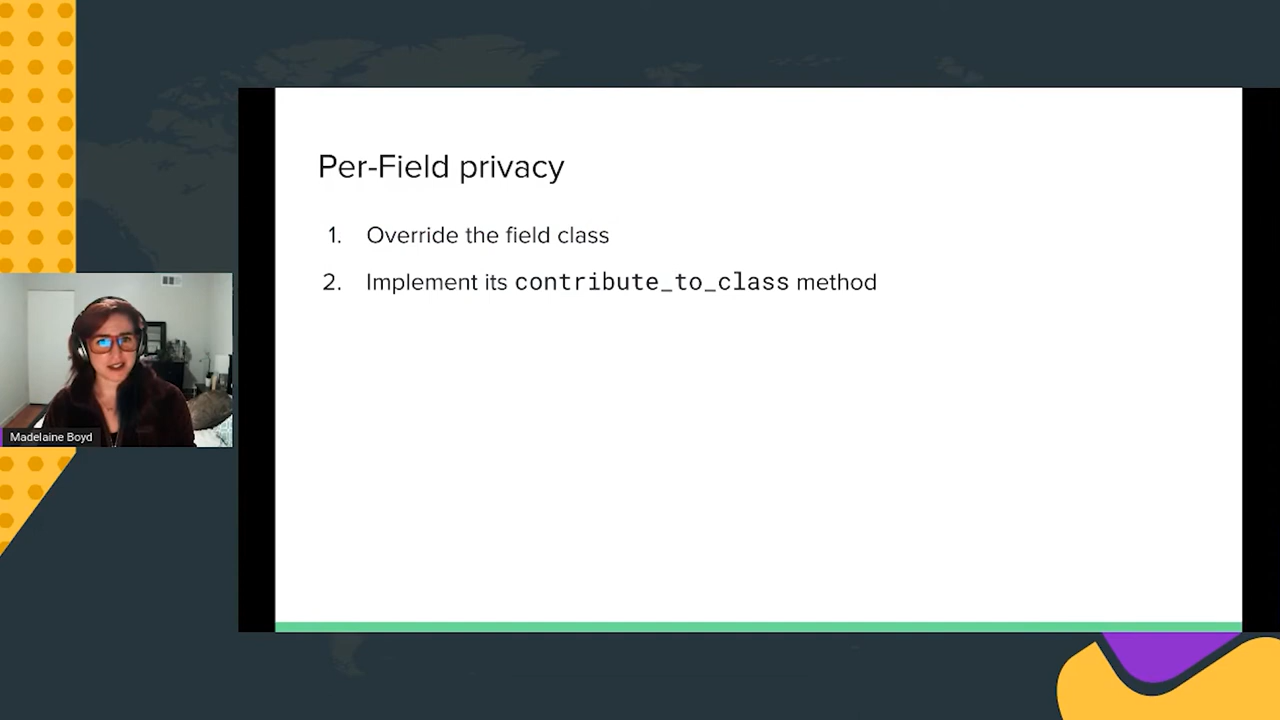 Per-Field privacy
1. Override the field class
2. Implement its contribute_to_class method
Madelaine Boyd